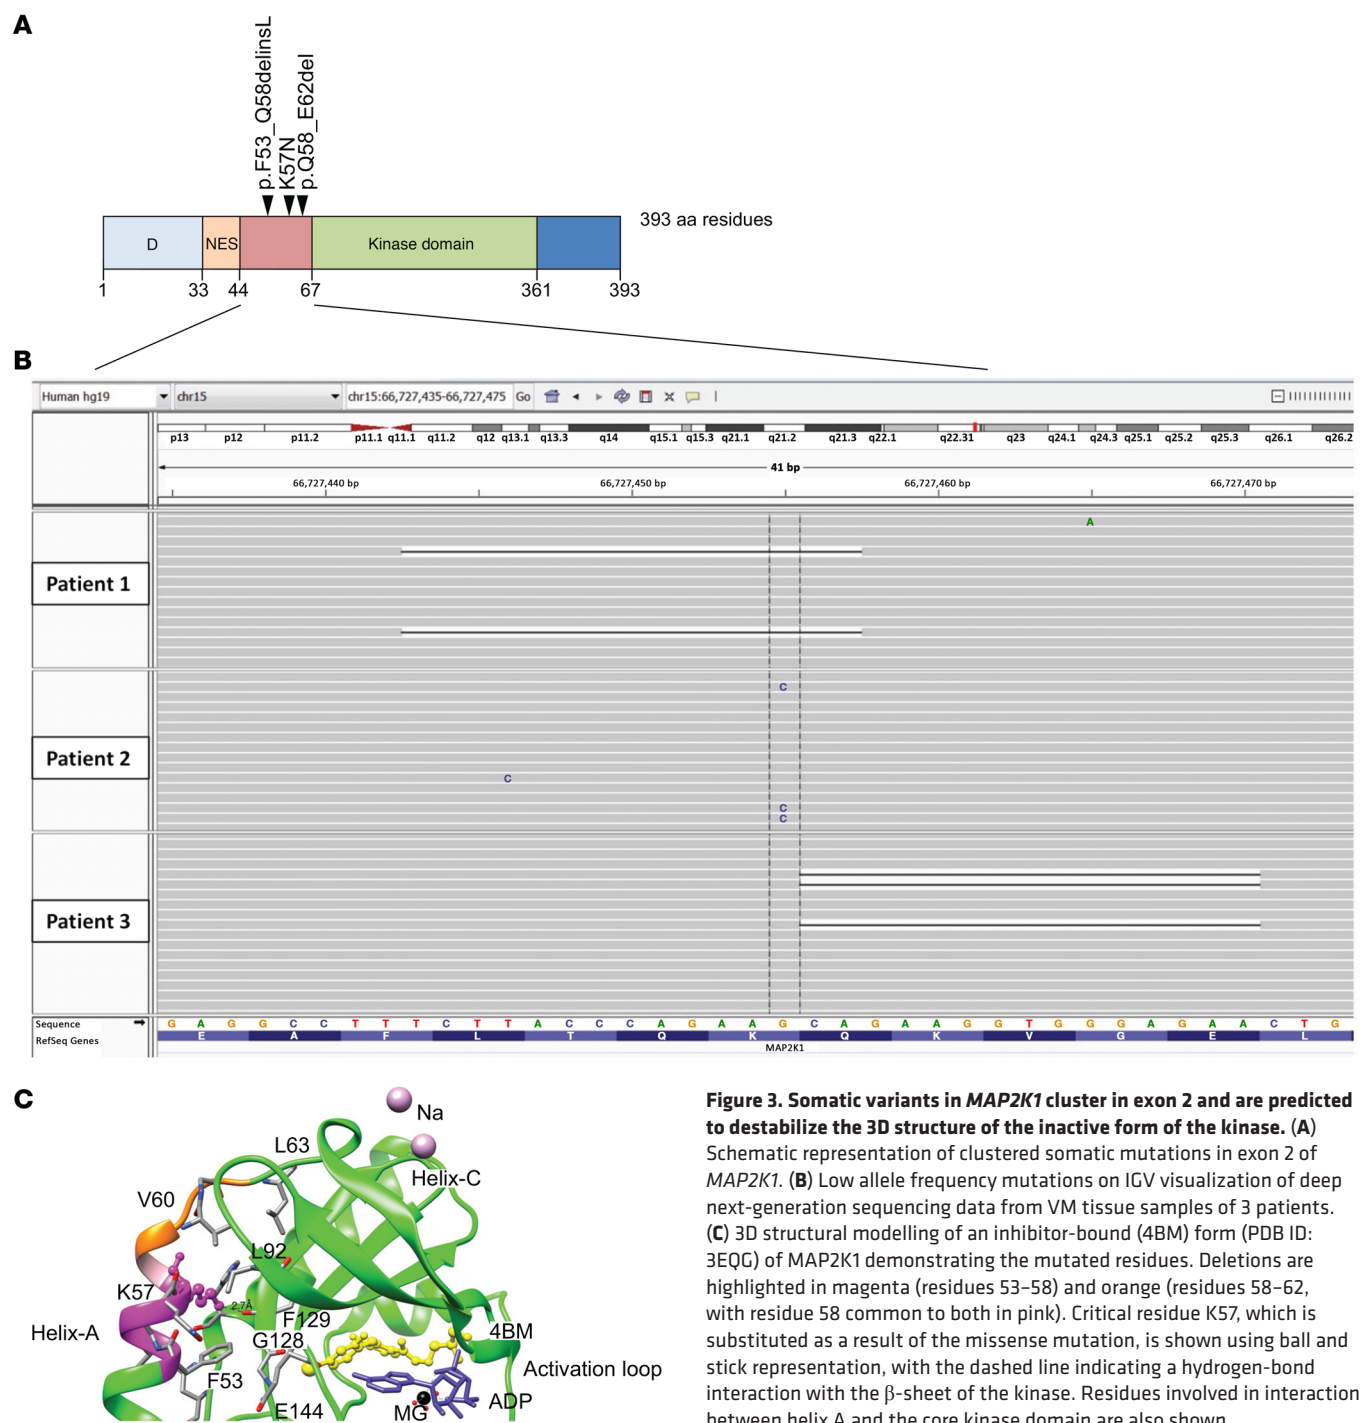 A
p.F53_Q58delinsL
K57N
p.Q58_E62del
D
NES
Kinase domain
393 aa residues
1 33 44 67 361 393
B
Human hg19 chr15 chr15:66,727,435-66,727,475 Go
p13 p12 p11.2 p11.1 q11.1 q11.2 q12 q13.1 q13.3 q14 q15.1 q15.3 q21.1 q21.2 q21.3 q22.1 q22.31 q23 q24.1 q24.3 q25.1 q25.2 q25.3 q26.1 q26.2
41 bp
66,727,440 bp 66,727,450 bp 66,727,460 bp 66,727,470 bp
A
Patient 1
C
Patient 2
C
C
C
Patient 3
Sequence G A G G C C T T T C T T A C C C A G A A G C A G A A G G T G G G A G A A C T G
RefSeq Genes E A F L T Q K Q K V G E L
MAP2K1
C
Na
L63
Helix-C
V60
L92
K57
2.7Å
F129
Helix-A
G128
4BM
F53
Activation loop
E144
MG
ADP
Figure 3. Somatic variants in MAP2K1 cluster in exon 2 and are predicted
to destabilize the 3D structure of the inactive form of the kinase. (A)
Schematic representation of clustered somatic mutations in exon 2 of
MAP2K1. (B) Low allele frequency mutations on IGV visualization of deep
next-generation sequencing data from VM tissue samples of 3 patients.
(C) 3D structural modelling of an inhibitor-bound (4BM) form (PDB ID:
3EQG) of MAP2K1 demonstrating the mutated residues. Deletions are
highlighted in magenta (residues 53–58) and orange (residues 58–62,
with residue 58 common to both in pink). Critical residue K57, which is
substituted as a result of the missense mutation, is shown using ball and
stick representation, with the dashed line indicating a hydrogen-bond
interaction with the β-sheet of the kinase. Residues involved in interaction
between helix A and the core kinase domain are also shown.